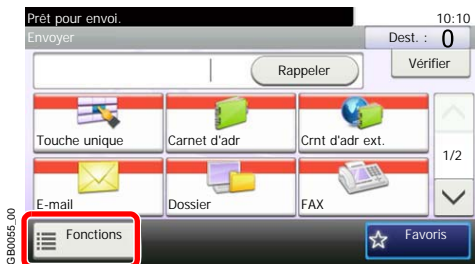 Prêt pour envoi.
10:10
Envoyer
Dest. : 0
Rappeler
Vérifier
Touche unique
Carnet d'adr
Crnt d'adr ext.
1/2
E-mail
Dossier
FAX
GB0055_00
Fonctions
Favoris